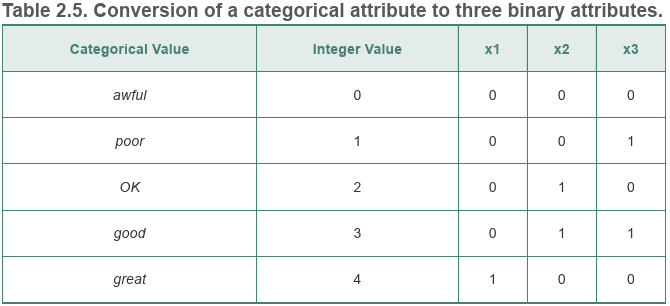 Table 2.5. Conversion of a categorical attribute to three binary attributes.
Categorical Value Integer Value x1 x2 x3
awful 0 0 0 0
poor 1 0 0 1
OK 2 0 1 0
good 3 0 1 1
great 4 1 0 0